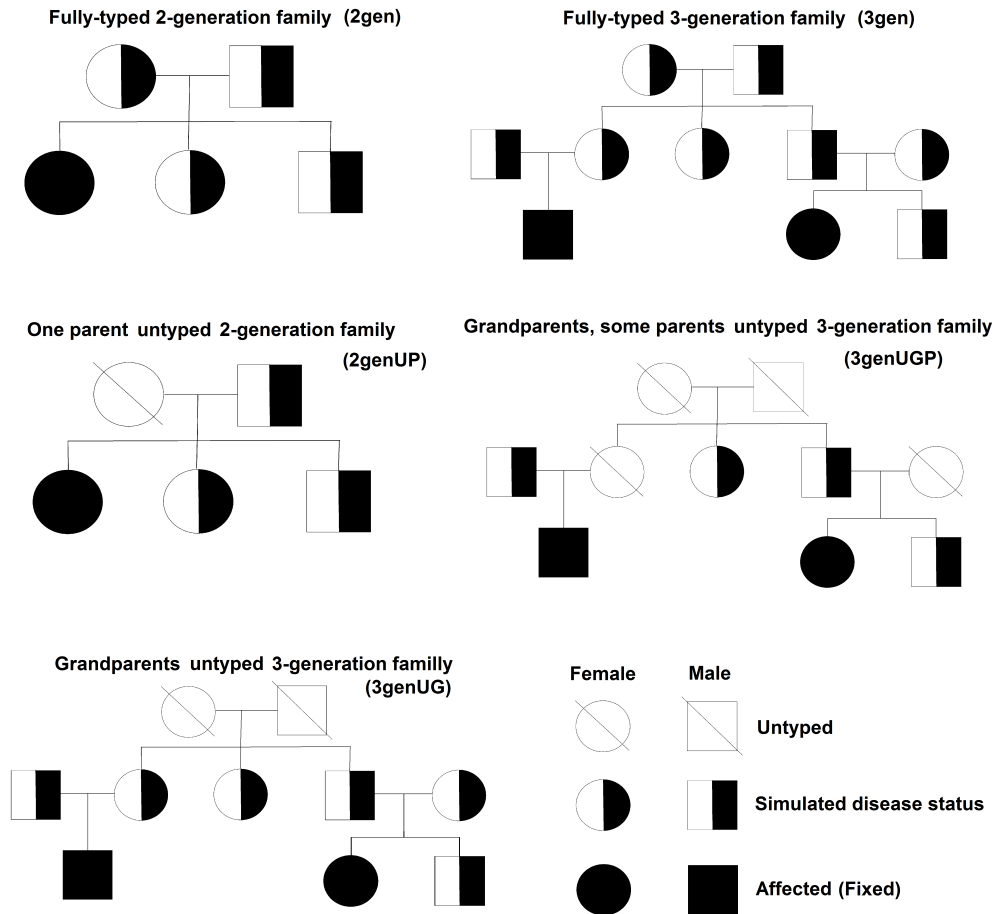 Fully-typed 2-generation family (2gen)
Fully-typed 3-generation family (3gen)
One parent untyped 2-generation family
(2genUP)
Grandparents, some parents untyped 3-generation family
(3genUGP)
Grandparents untyped 3-generation familly
(3genUG)
Female Male
Untyped
Simulated disease status
Affected (Fixed)